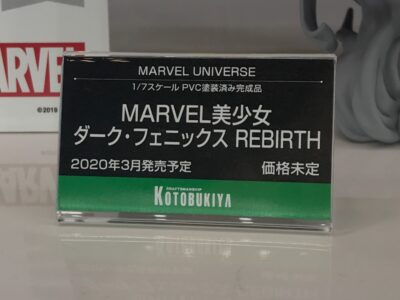 MARVEL
©2019
MARVEL UNIVERSE
1/7スケール PVC塗装済み完成品
MARVEL美少女
ダーク・フェニックス REBIRTH
2020年3月発売予定 価格未定
CRAFTSMANSHIP
KOTOBUKIYA